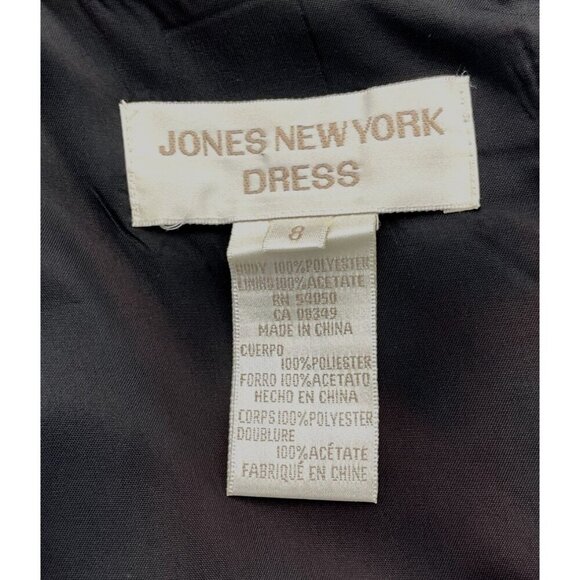 JONES NEW YORK
DRESS
8
BODY 100%POLYESTER
LINING 100%ACETATE
RN 54050
CA 08349
MADE IN CHINA
CUERPO
100%POLIESTER
FORRO 100%ACETATO
HECHO EN CHINA
CORPS 100%POLYESTER
DOUBLURE
100%ACÉTATE
FABRIQUÉ EN CHINE